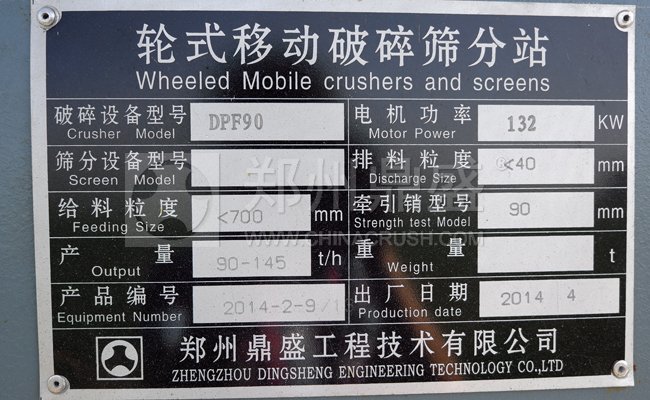 轮式移动破碎筛分站
Wheeled Mobile crushers and screens
破碎设备型号 DPF90 电机功率 132 KW
Crusher Model Motor Power
筛分设备型号 排料粒度 <40 mm
Screen Model Discharge Size
给料粒度 <700 mm 牵引销型号 90 mm
Feeding Size Strength test Model
产量 90-145 t/h 重量 t
Output Weight
产品编号 2014-2-9/1 出厂日期 2014 4
Equipment Number Production date
郑州鼎盛
WWW.CHINACRUSH.COM
郑州鼎盛工程技术有限公司
ZHENGZHOU DINGSHENG ENGINEERING TECHNOLOGY CO.,LTD